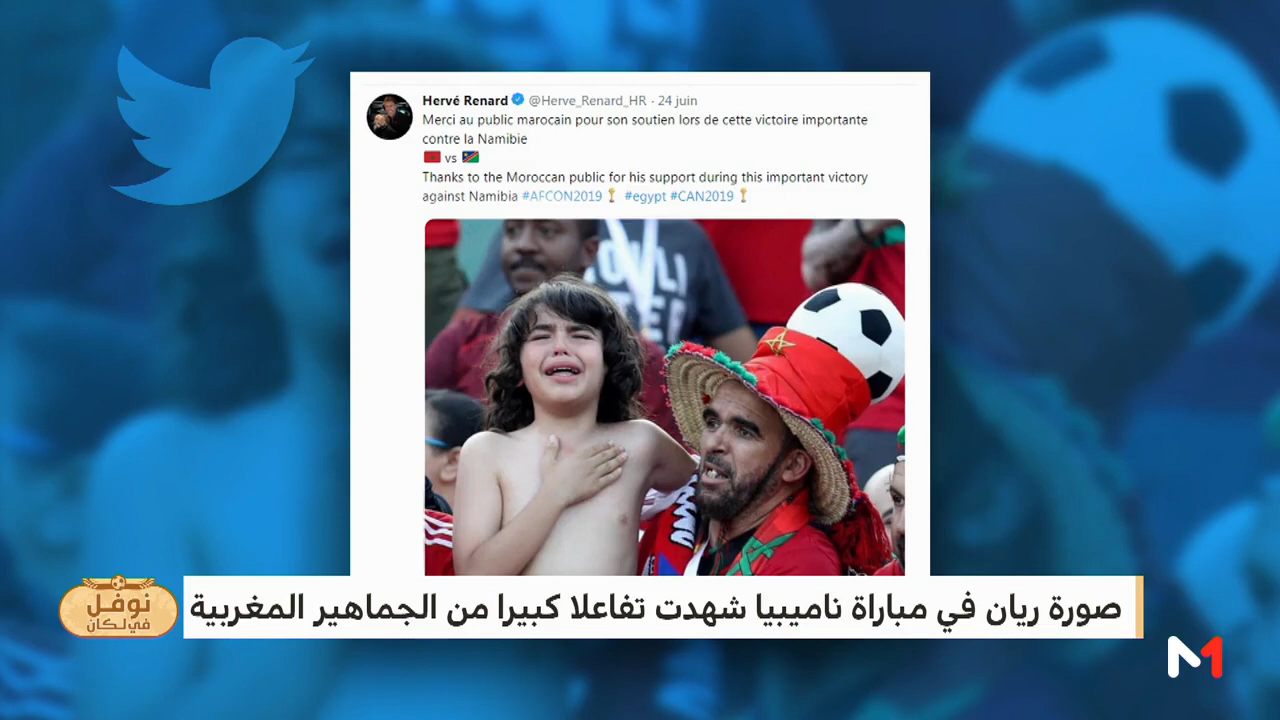 Hervé Renard @Herve_Renard_HR · 24 juin
Merci au public marocain pour son soutien lors de cette victoire importante
contre la Namibie
🇲🇦 vs 🇳🇦
Thanks to the Moroccan public for his support during this important victory
against Namibia #AFCON2019 #egypt #CAN2019
صورة ريان في مباراة ناميبيا شهدت تفاعلا كبيرا من الجماهير المغربية
نوفل
في لكان
M1